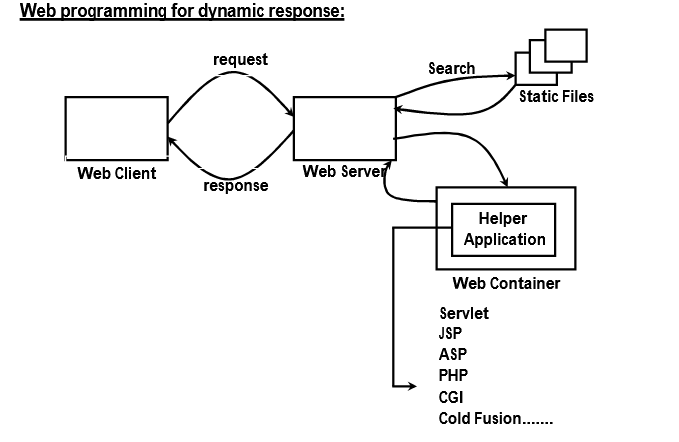 Web programming for dynamic response:
request
Search
Static Files
Web Client
Web Server
response
Helper
Application
Web Container
Servlet
JSP
ASP
PHP
CGI
Cold Fusion.......